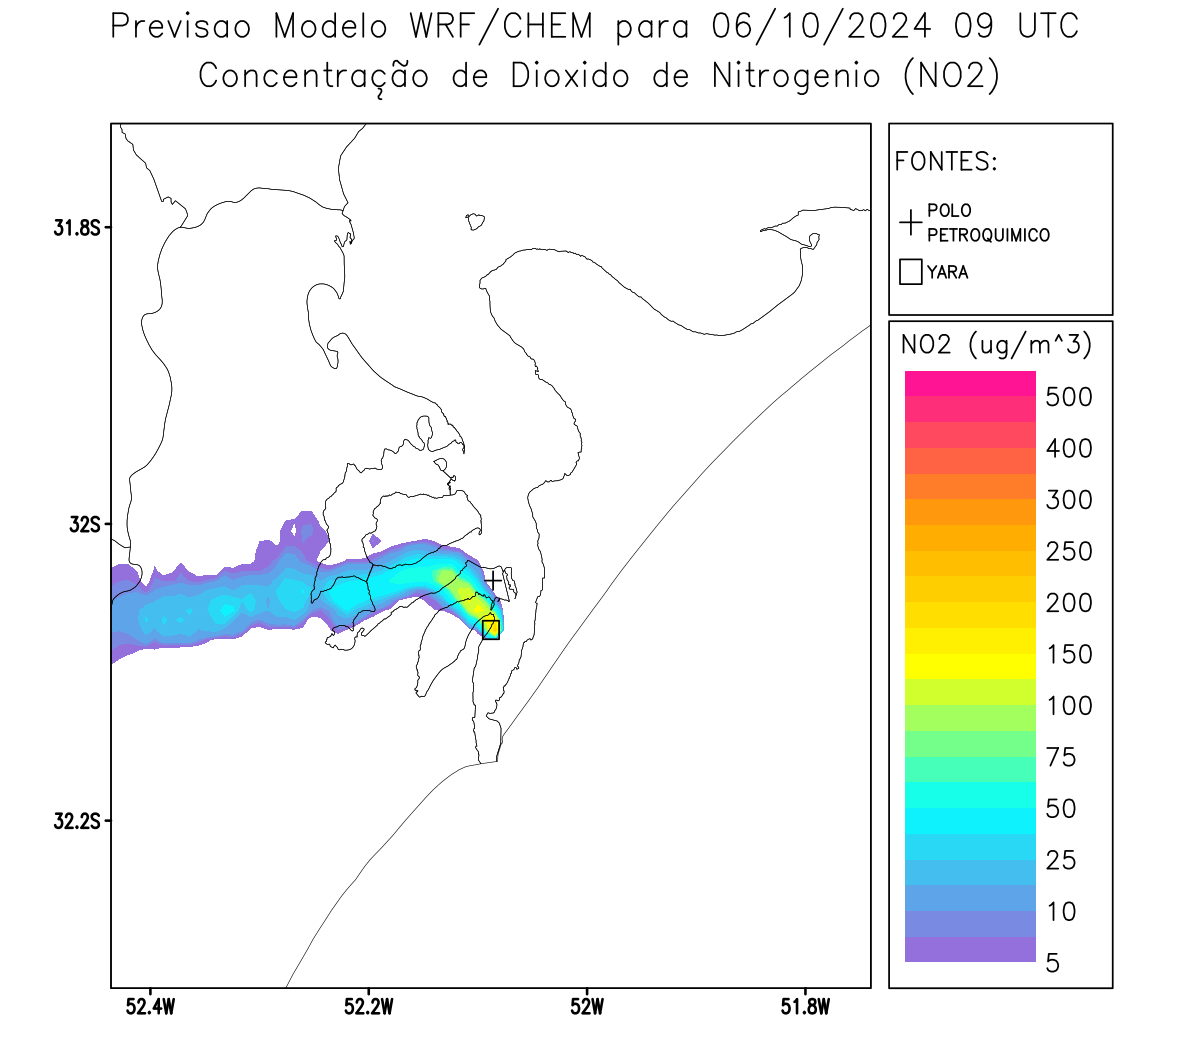 Previsao Modelo WRF/CHEM para 06/10/2024 09 UTC
Concentração de Dioxido de Nitrogenio (NO2)
FONTES:
POLO
PETROQUIMICO
YARA
31.8S
32S
32.2S
52.4W
52.2W
52W
51.8W
NO2 (ug/m^3)
500
400
300
250
200
150
100
75
50
25
10
5